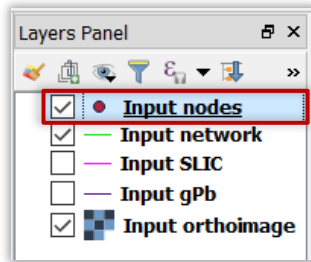 Layers Panel
Input nodes
Input network
Input SLIC
Input gPb
Input orthoimage